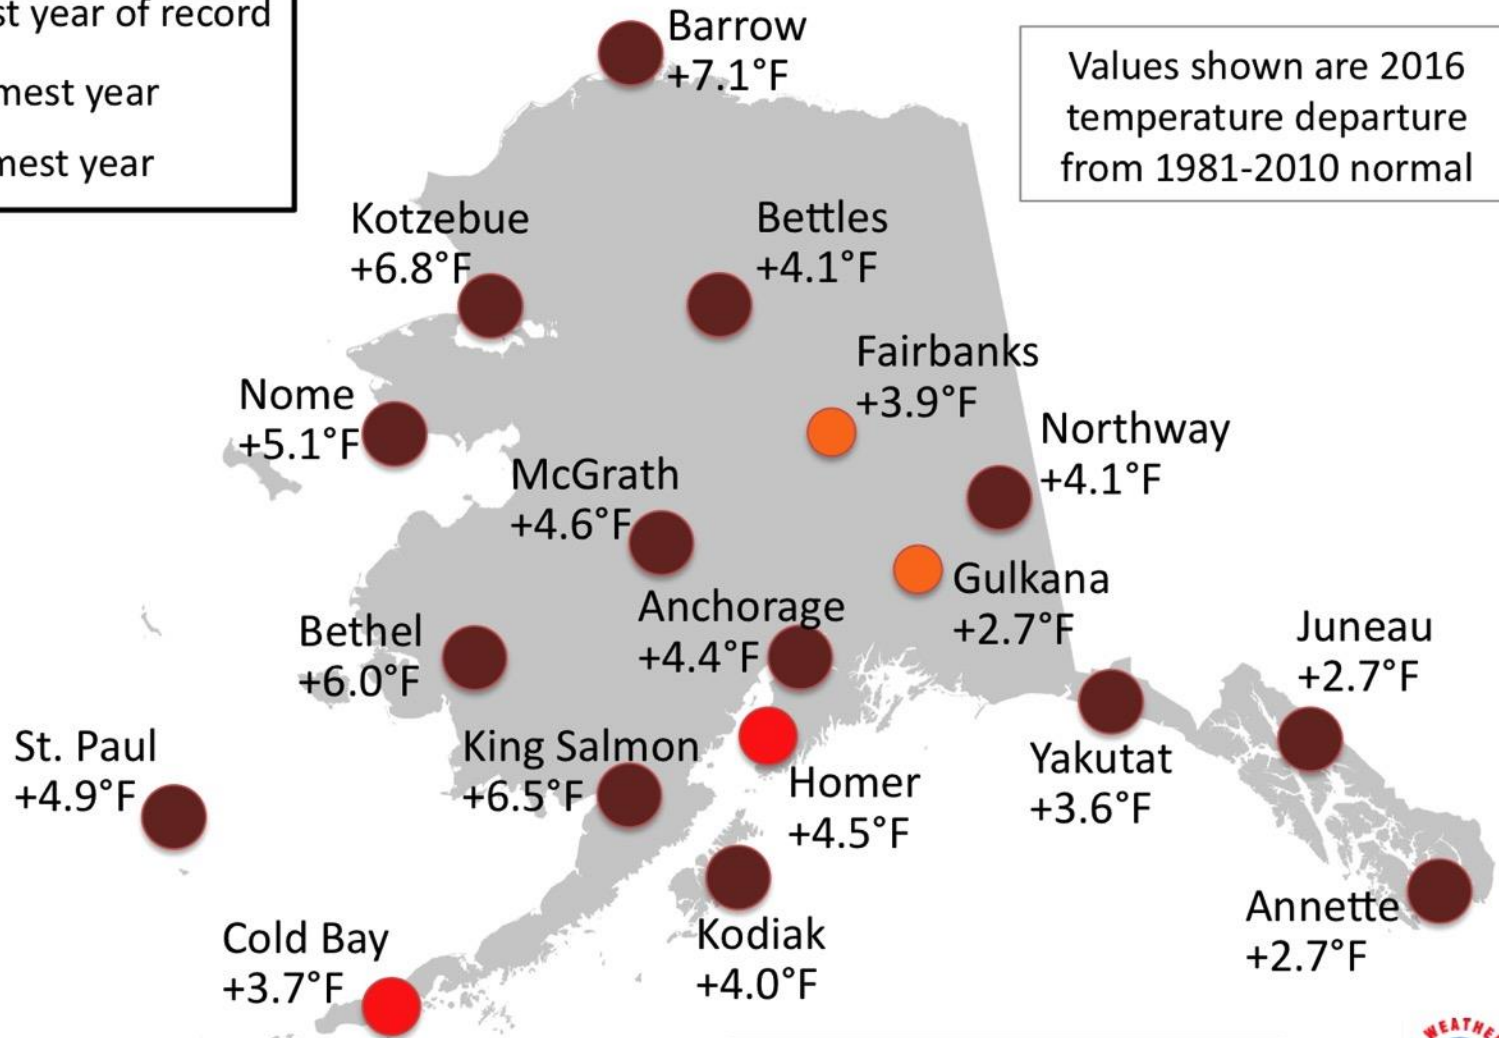 st year of record
mest year
mest year
Values shown are 2016
temperature departure
from 1981-2010 normal
Barrow
+7.1°F
Kotzebue
+6.8°F
Bettles
+4.1°F
Fairbanks
+3.9°F
Nome
+5.1°F
Northway
+4.1°F
McGrath
+4.6°F
Gulkana
+2.7°F
Anchorage
+4.4°F
Bethel
+6.0°F
Juneau
+2.7°F
St. Paul
+4.9°F
King Salmon
+6.5°F
Homer
+4.5°F
Yakutat
+3.6°F
Annette
+2.7°F
Kodiak
+4.0°F
Cold Bay
+3.7°F
WEATHE